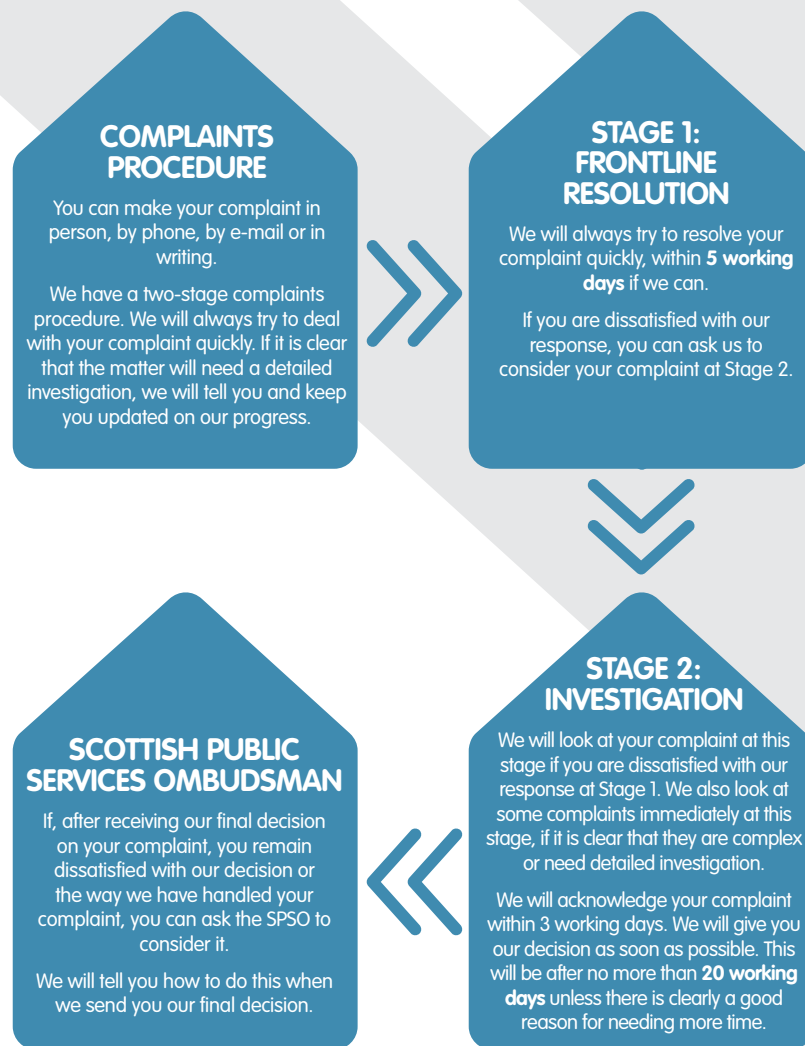 COMPLAINTS
PROCEDURE
You can make your complaint in
person, by phone, by e-mail or in
writing.
We have a two-stage complaints
procedure. We will always try to deal
with your complaint quickly. If it is clear
that the matter will need a detailed
investigation, we will tell you and keep
you updated on our progress.
STAGE 1:
FRONTLINE
RESOLUTION
We will always try to resolve your
complaint quickly, within 5 working
days if we can.
If you are dissatisfied with our
response, you can ask us to
consider your complaint at Stage 2.
STAGE 2:
INVESTIGATION
We will look at your complaint at this
stage if you are dissatisfied with our
response at Stage 1. We also look at
some complaints immediately at this
stage, if it is clear that they are complex
or need detailed investigation.
We will acknowledge your complaint
within 3 working days. We will give you
our decision as soon as possible. This
will be after no more than 20 working
days unless there is clearly a good
reason for needing more time.
SCOTTISH PUBLIC
SERVICES OMBUDSMAN
If, after receiving our final decision
on your complaint, you remain
dissatisfied with our decision or
the way we have handled your
complaint, you can ask the SPSO to
consider it.
We will tell you how to do this when
we send you our final decision.